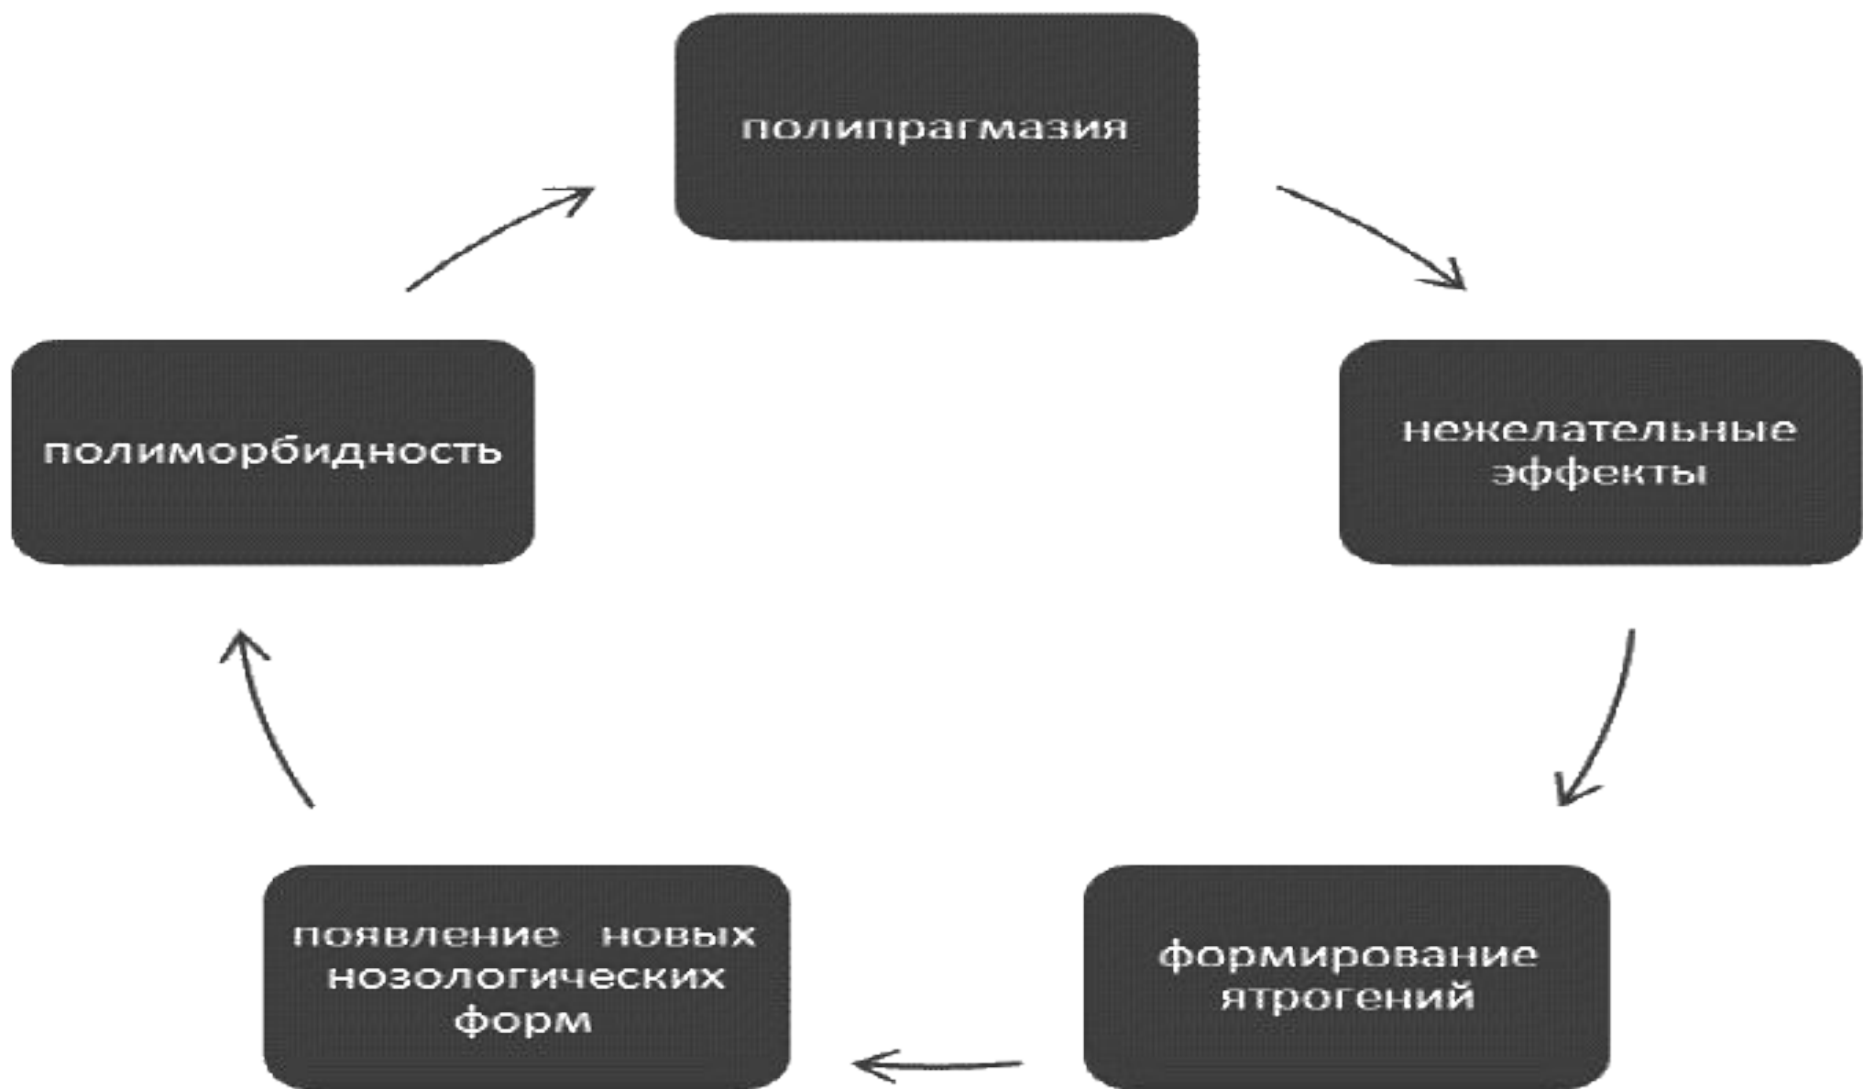 полипрагмазия
нежелательные
эффекты
формирование
ятрогений
появление новых
нозологических
форм
полиморбидность